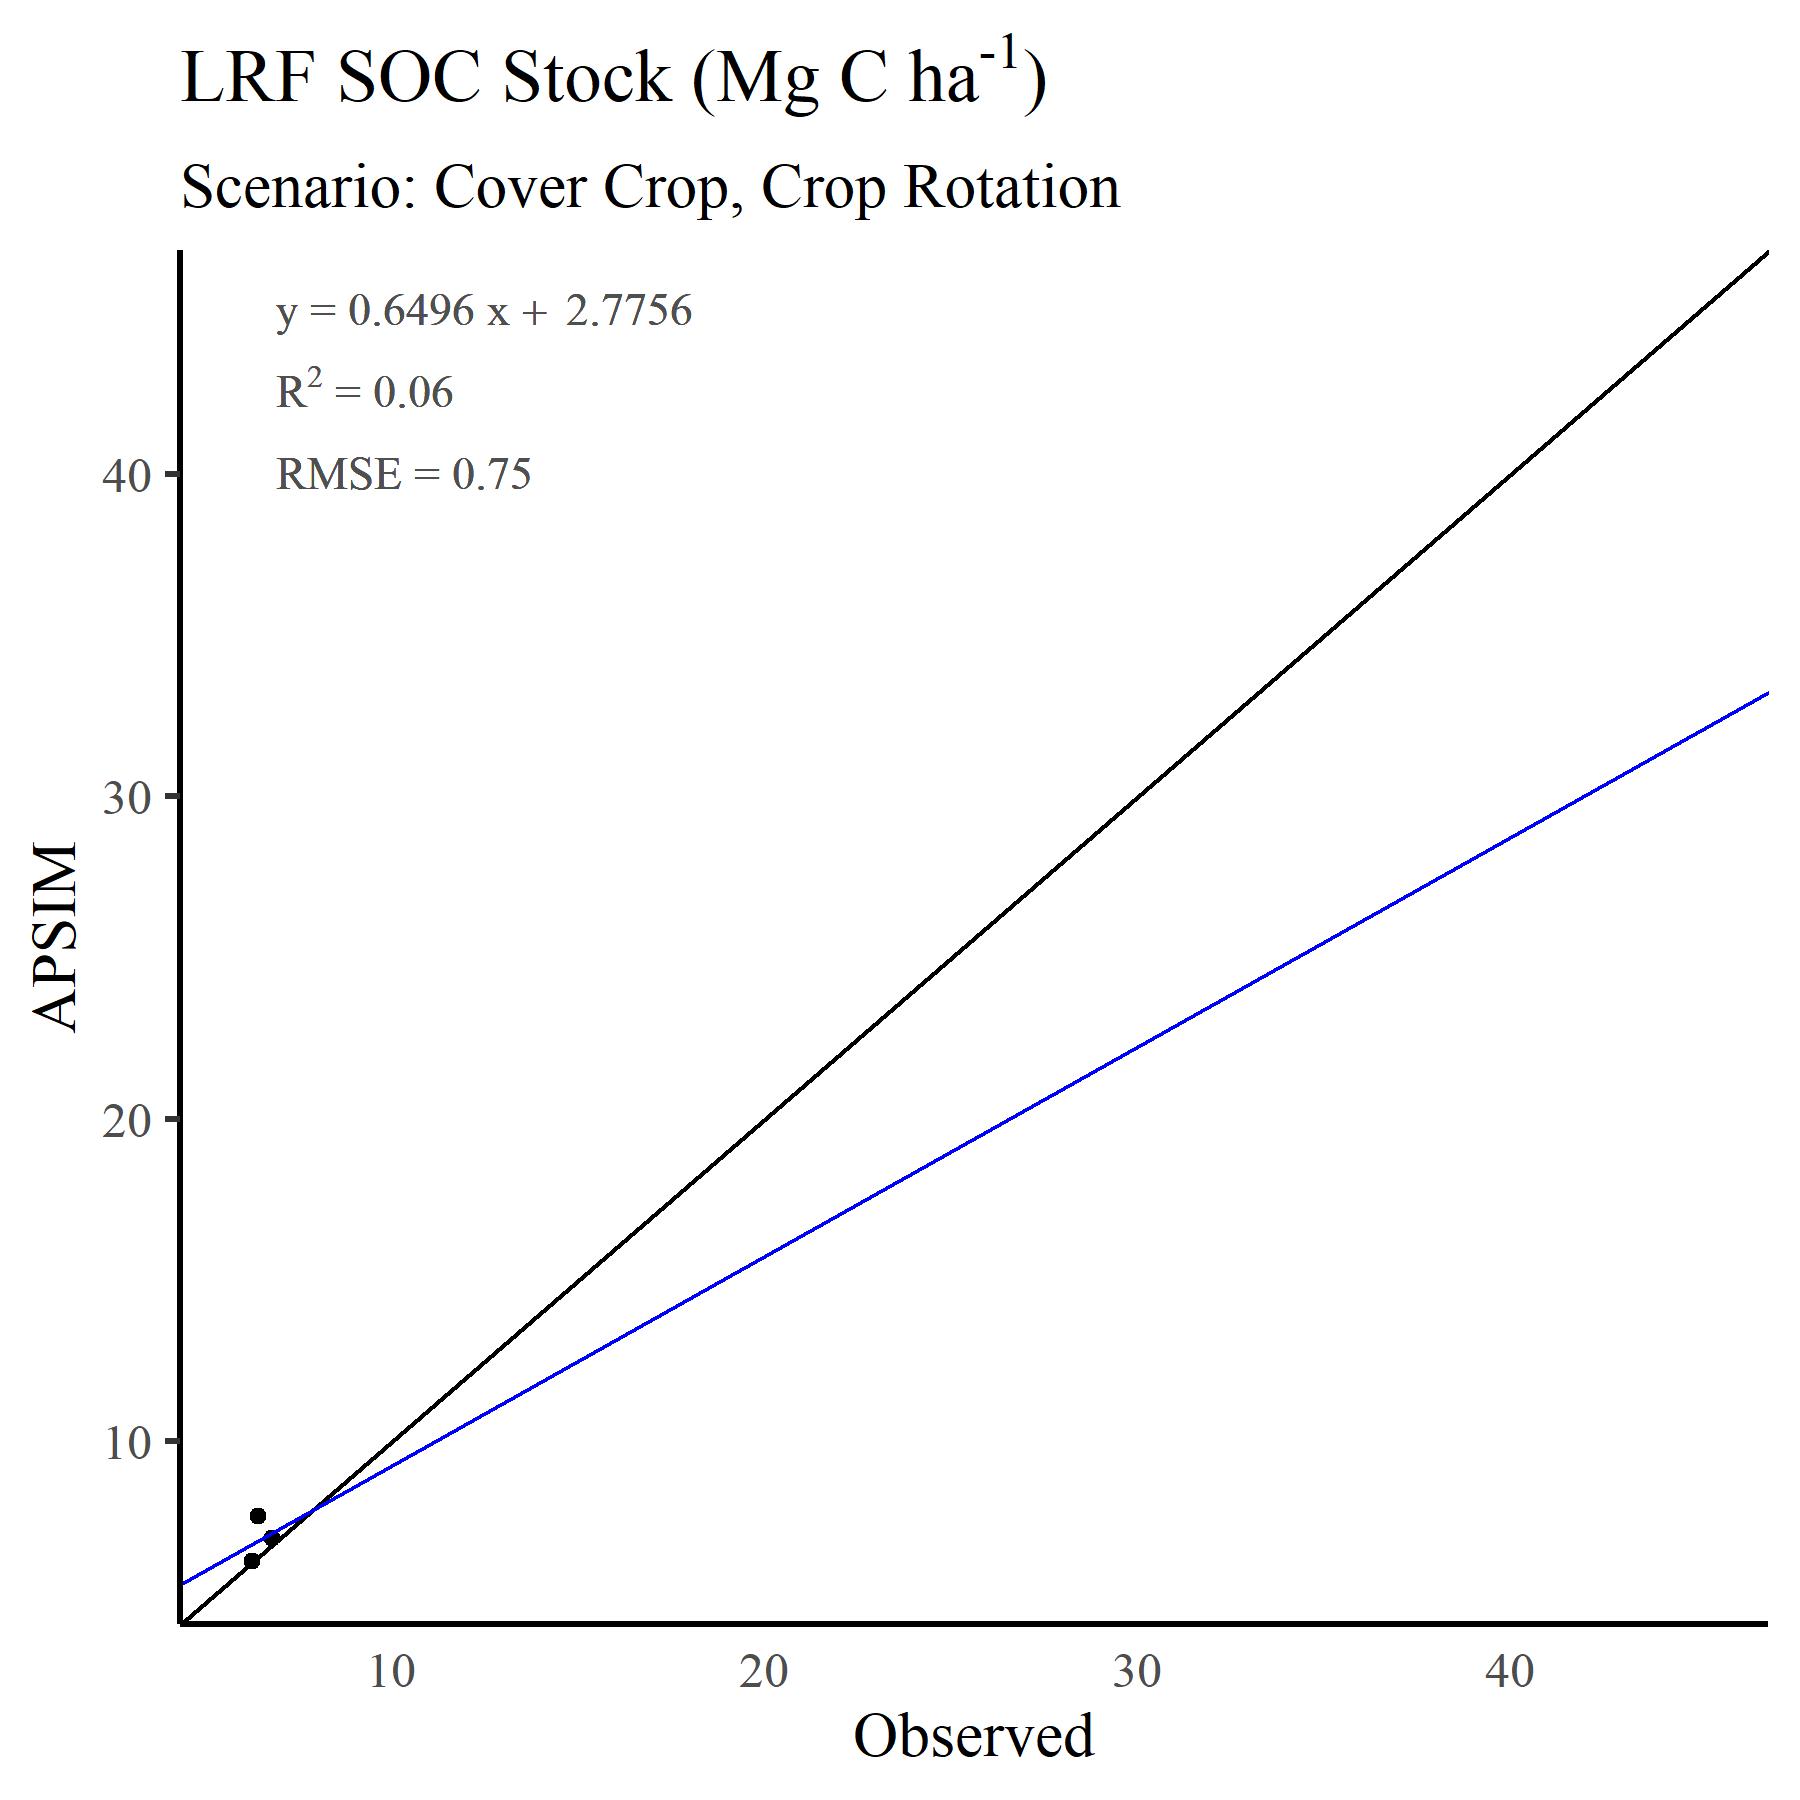 LRF SOC Stock (Mg C ha⁻¹)
Scenario: Cover Crop, Crop Rotation
y = 0.6496 x + 2.7756
R² = 0.06
RMSE = 0.75
40
30
20
10
APSIM
10 20 30 40
Observed